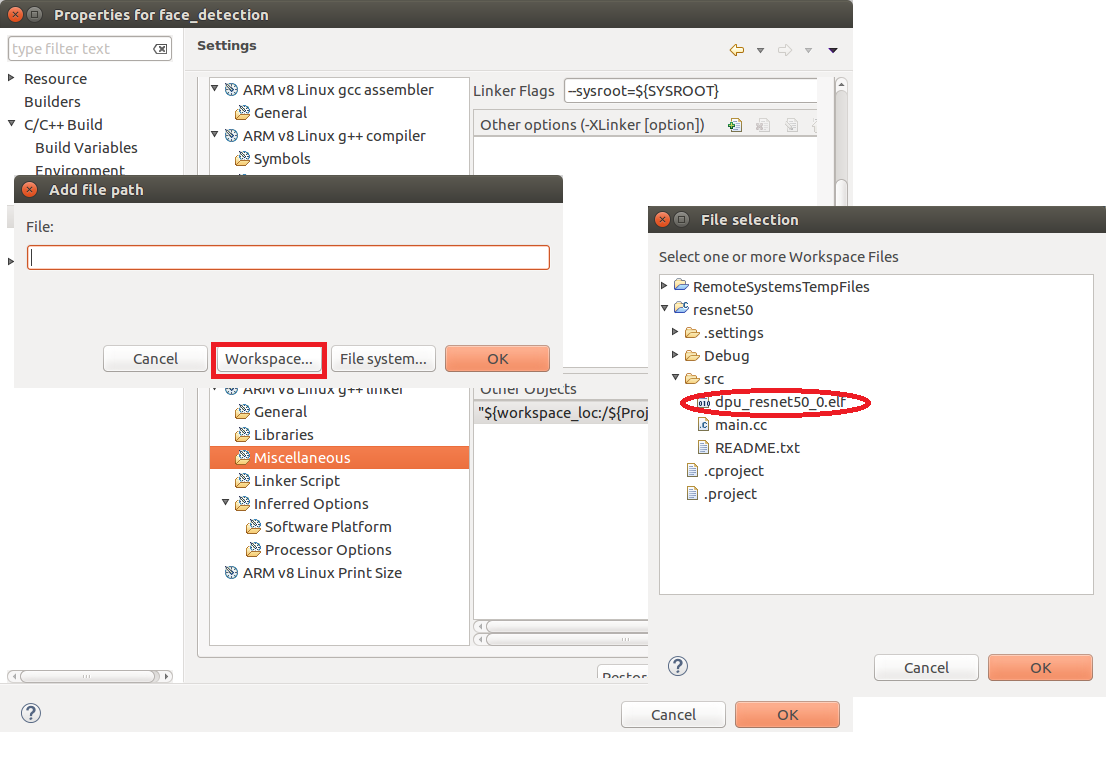 Properties for face_detection
type filter text
Resource
Builders
C/C++ Build
Build Variables
Environment
Settings
ARM v8 Linux gcc assembler
General
ARM v8 Linux g++ compiler
Symbols
Linker Flags
--sysroot=${SYSROOT}
Other options (-XLinker [option])
Add file path
File:
Cancel
Workspace...
File system...
OK
ARM v8 Linux g++ linker
General
Libraries
Miscellaneous
Linker Script
Inferred Options
Software Platform
Processor Options
ARM v8 Linux Print Size
Other Objects
"${workspace_loc:/${Proj
Restor
Cancel
OK
File selection
Select one or more Workspace Files
RemoteSystemsTempFiles
resnet50
.settings
Debug
src
dpu_resnet50_0.elf
main.cc
README.txt
.cproject
.project
Cancel
OK